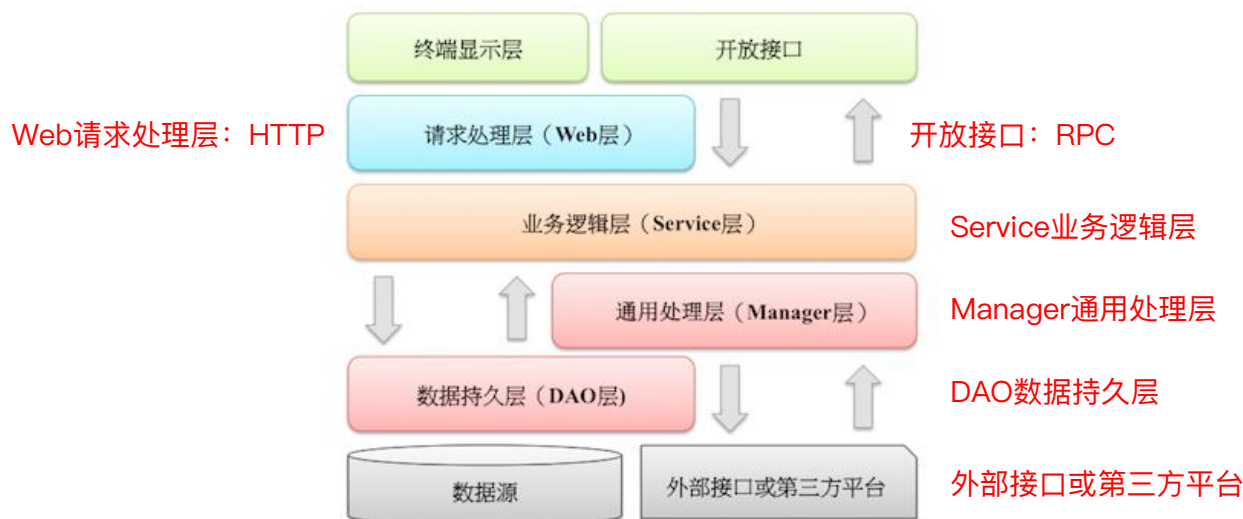 终端显示层
开放接口
Web请求处理层：HTTP
请求处理层（Web层）
开放接口：RPC
业务逻辑层（Service层）
Service业务逻辑层
通用处理层（Manager层）
Manager通用处理层
数据持久层（DAO层)
DAO数据持久层
数据源
外部接口或第三方平台
外部接口或第三方平台